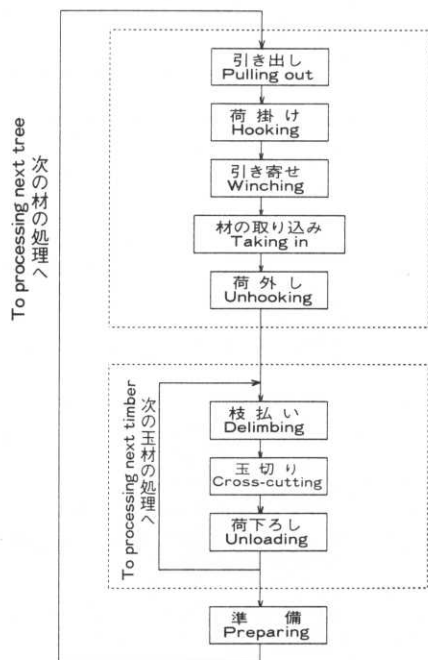 引き出し
Pulling out
荷掛け
Hooking
引き寄せ
Winching
材の取り込み
Taking in
荷外し
Unhooking
次の材の処理へ
To processing next tree
枝払い
Delimbing
玉切り
Cross-cutting
荷下ろし
Unloading
次の玉材の処理へ
To processing next timber
準備
Preparing